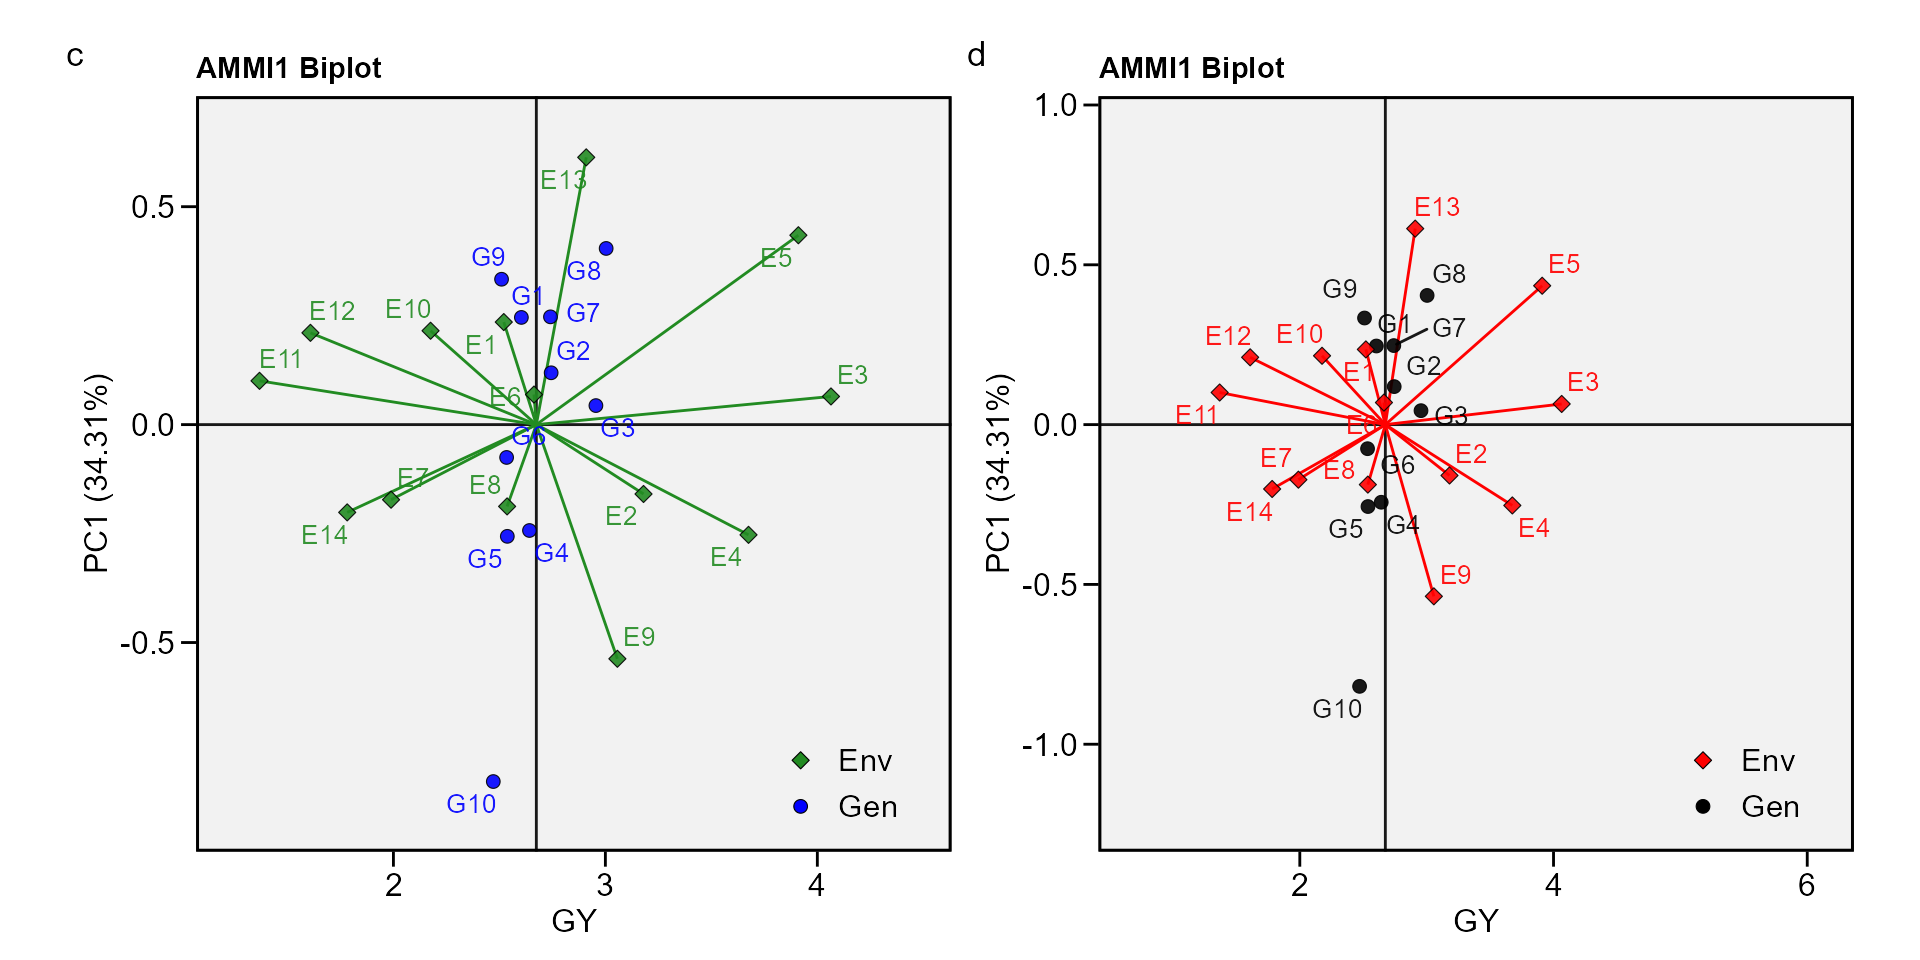 c
AMMI1 Biplot
E13
E5
G9
G8
G1
G7
E12
E10
E1
G2
E11
E6
E3
G3
G6
E7
E8
E14
E2
G5
G4
E4
E9
G10
Env
Gen
0.5
0.0
-0.5
PC1 (34.31%)
2
3
4
GY
d
AMMI1 Biplot
E13
E5
G8
G9
G1
G7
E12
E10
E1
G2
E3
E11
G3
E6
E7
E8
G6
E2
E14
G5
G4
E4
E9
G10
Env
Gen
1.0
0.5
0.0
-0.5
-1.0
PC1 (34.31%)
2
4
6
GY